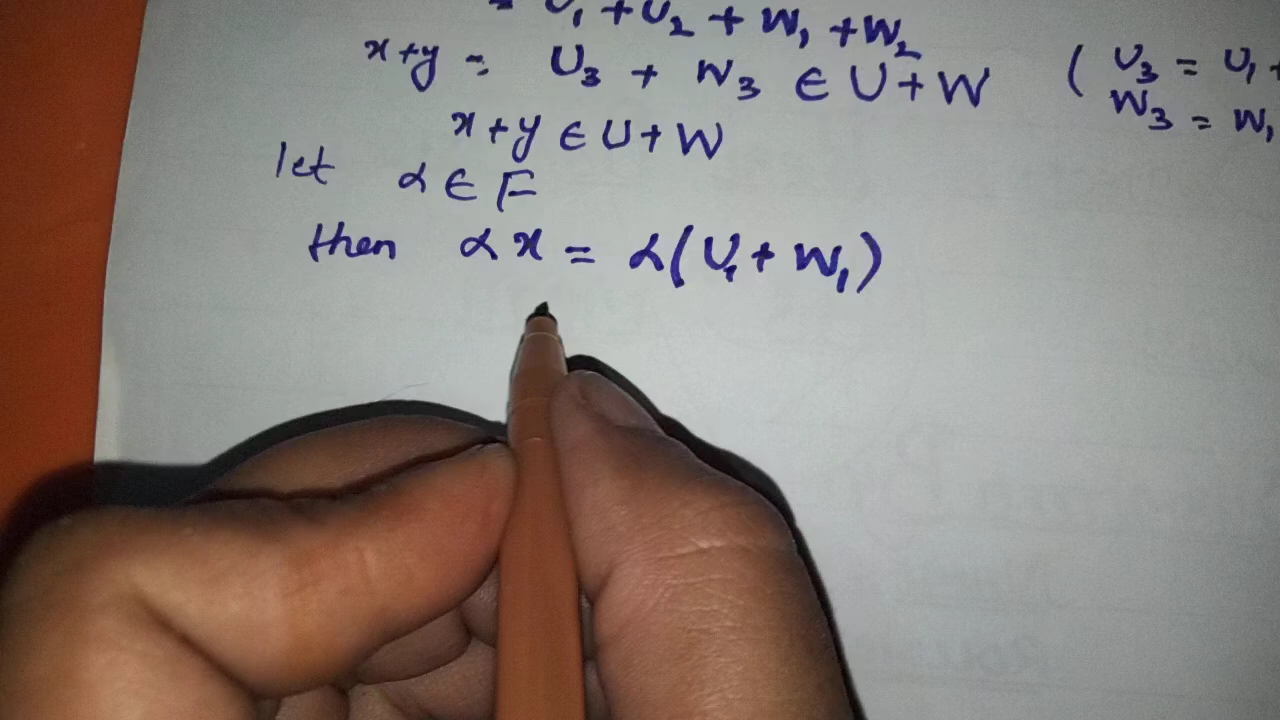 = U₁ + U₂ + W₁ + W₂
x+y = U₃ + W₃ ∈ U+W ( U₃ = U₁ +
W₃ = W₁
x+y ∈ U+W
let α ∈ F
then αx = α(U₁ + W₁)